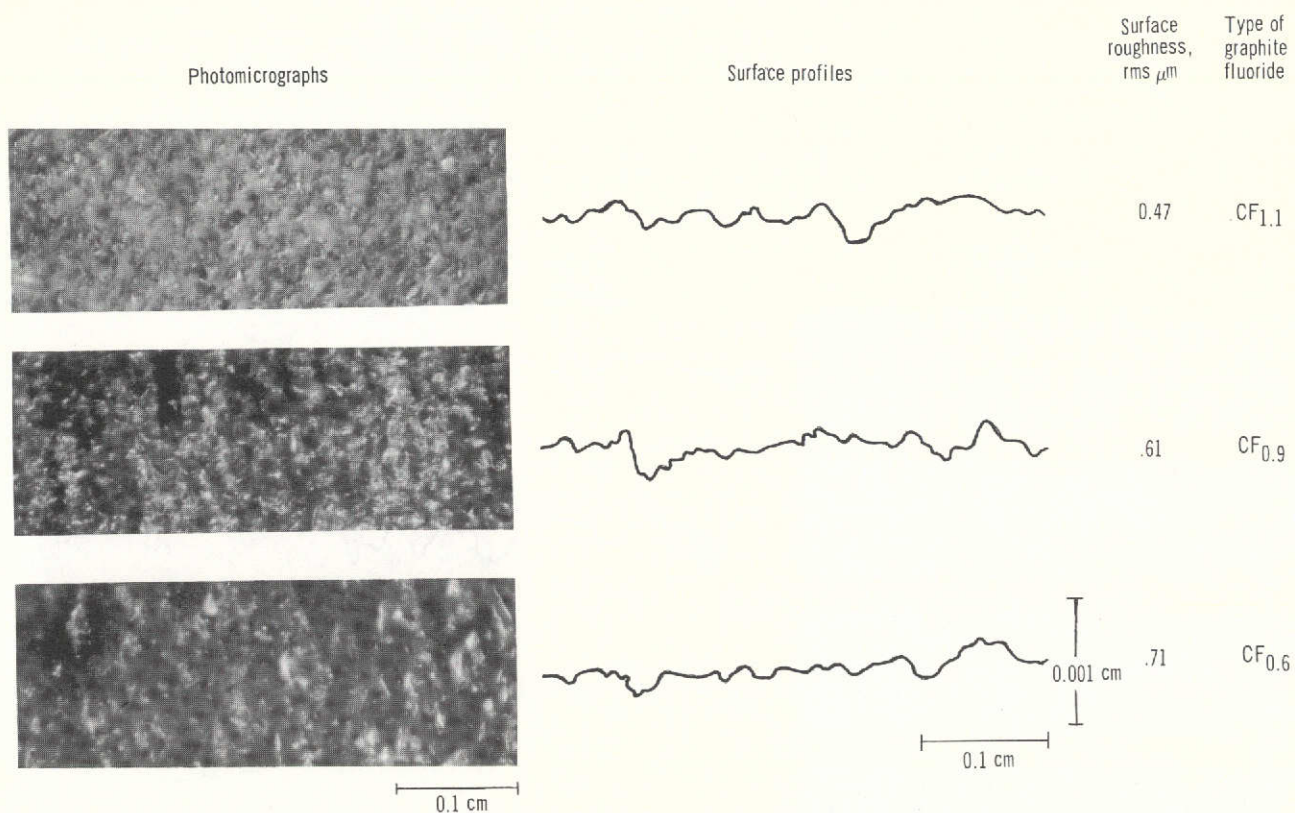 Photomicrographs
Surface profiles
Surface
roughness,
rms μm
Type of
graphite
fluoride
0.47
CF1.1
.61
CF0.9
0.001 cm
.71
CF0.6
0.1 cm
0.1 cm